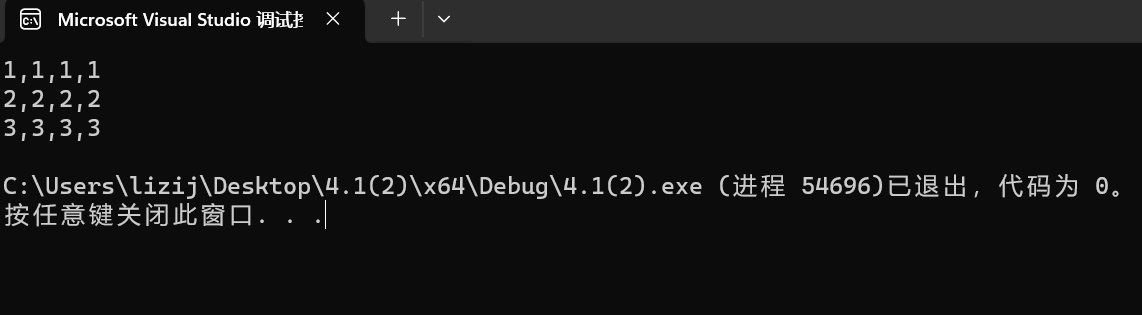 Microsoft Visual Studio 调试
1,1,1,1
2,2,2,2
3,3,3,3
C:\Users\lizij\Desktop\4.1(2)\x64\Debug\4.1(2).exe (进程 54696)已退出，代码为 0。
按任意键关闭此窗口. . .